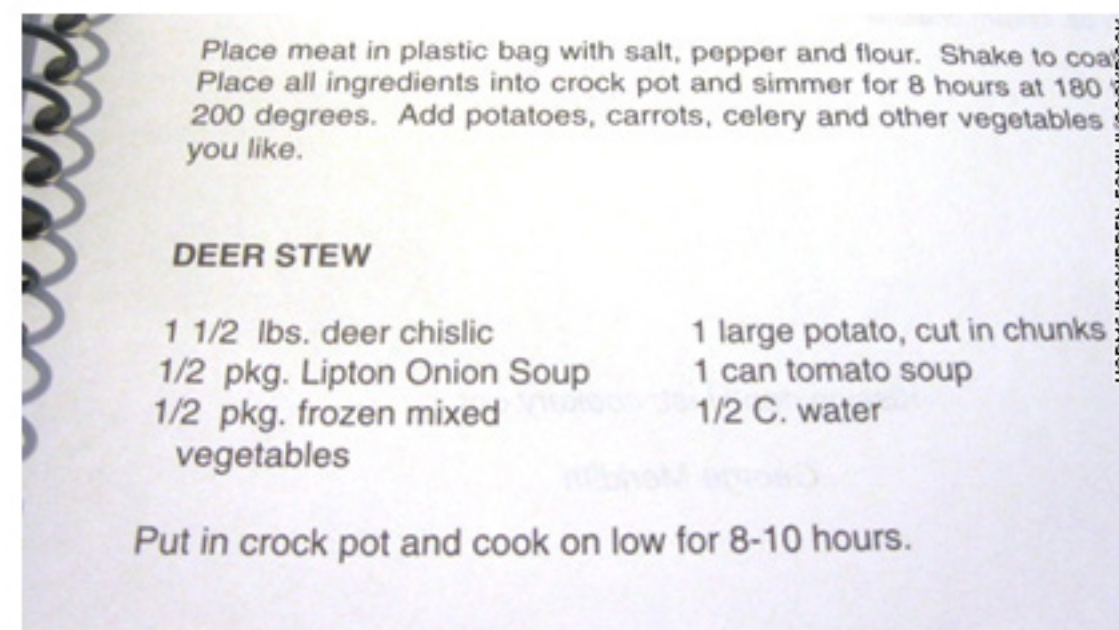 Place meat in plastic bag with salt, pepper and flour. Shake to
Place all ingredients into crock pot and simmer for 8 hours at 180
200 degrees. Add potatoes, carrots, celery and other vegetables
you like.
DEER STEW
1 1/2 lbs. deer chislic
1/2 pkg. Lipton Onion Soup
1/2 pkg. frozen mixed
vegetables
1 large potato, cut in chunks
1 can tomato soup
1/2 C. water
Put in crock pot and cook on low for 8-10 hours.
George Meridith